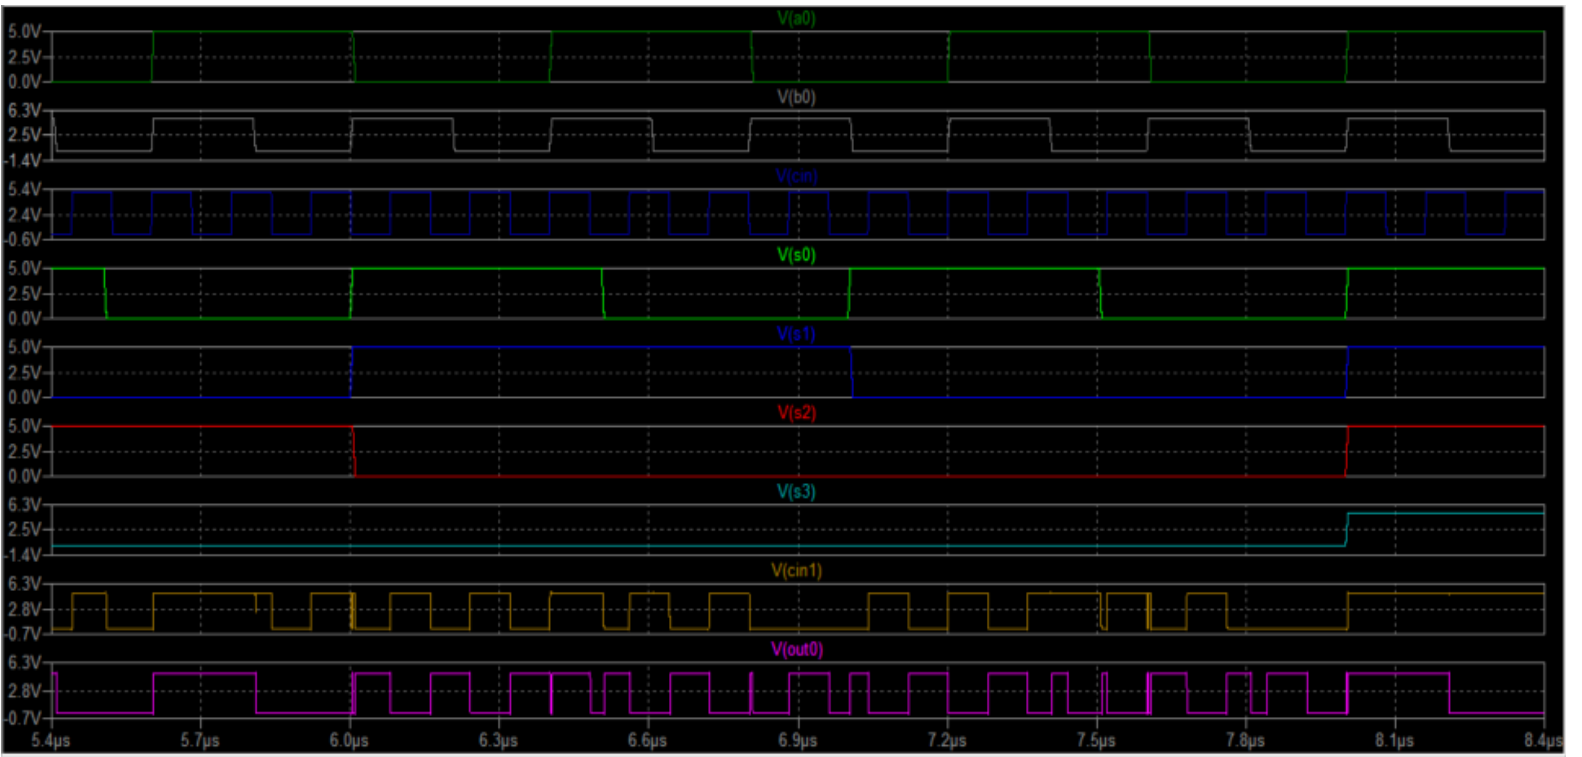 V(a0)
5.0V
2.5V
0.0V
V(b0)
6.3V
2.5V
-1.4V
V(cin)
5.4V
2.4V
-0.6V
V(s0)
5.0V
2.5V
0.0V
V(s1)
5.0V
2.5V
0.0V
V(s2)
5.0V
2.5V
0.0V
V(s3)
6.3V
2.5V
-1.4V
V(cin1)
6.3V
2.8V
-0.7V
V(out0)
6.3V
2.8V
-0.7V
5.4µs 5.7µs 6.0µs 6.3µs 6.6µs 6.9µs 7.2µs 7.5µs 7.8µs 8.1µs 8.4µs